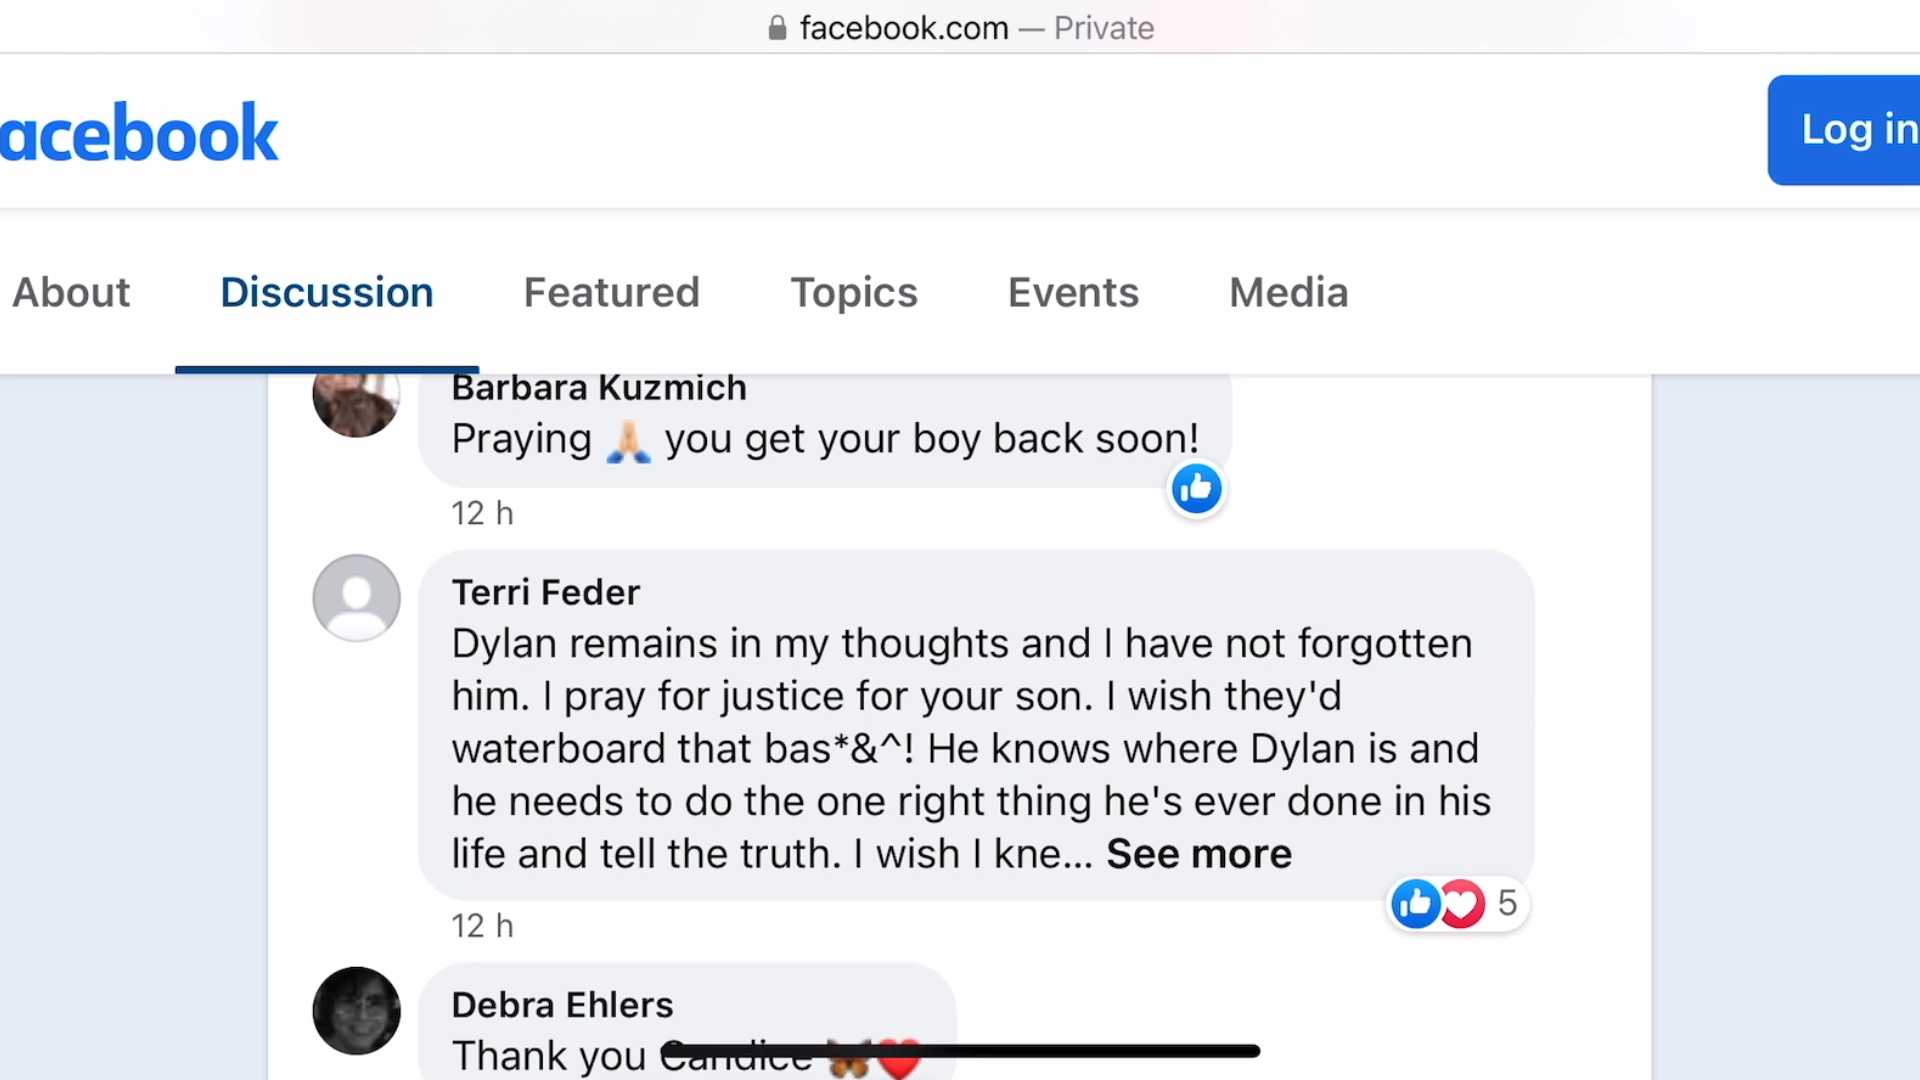 facebook.com — Private
acebook
Log in
About Discussion Featured Topics Events Media
Barbara Kuzmich
Praying 🙏🏼 you get your boy back soon!
12 h
Terri Feder
Dylan remains in my thoughts and I have not forgotten
him. I pray for justice for your son. I wish they'd
waterboard that bas*&^! He knows where Dylan is and
he needs to do the one right thing he's ever done in his
life and tell the truth. I wish I kne... See more
5
12 h
Debra Ehlers
Thank you Candice 🦋❤️